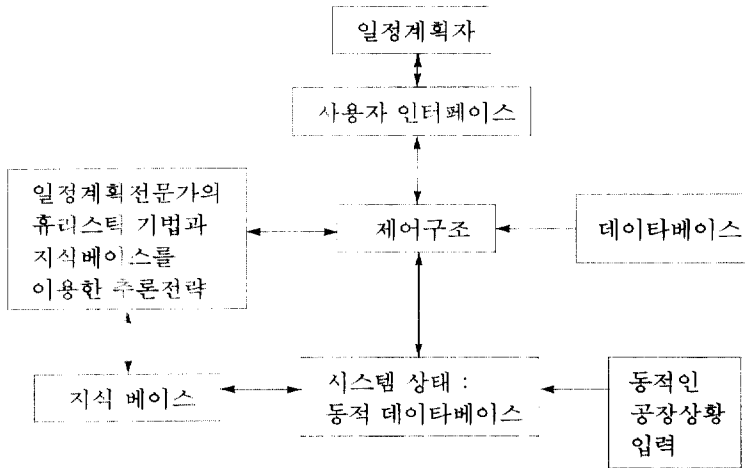 일정계획자
사용자 인터페이스
일정계획전문가의
휴리스틱 기법과
지식베이스를
이용한 추론전략
제어구조
데이타베이스
지식 베이스
시스템 상태 :
동적 데이타베이스
동적인
공장상황
입력